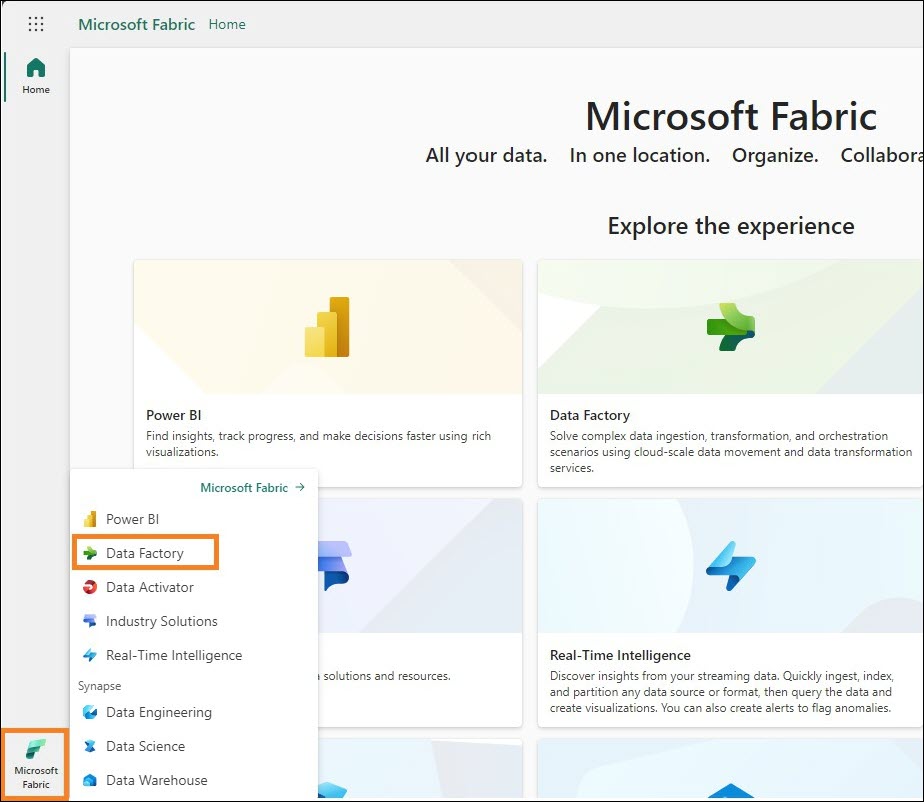 Microsoft Fabric Home
Home
Microsoft Fabric
All your data. In one location. Organize.
Explore the experience
Power BI
Find insights, track progress, and make decisions faster using rich
visualizations.
Data Factory
Solve complex data ingestion, transformation, and orchestration
scenarios using cloud-scale data movement and data transformation
services.
Microsoft Fabric
Power BI
Data Factory
Data Activator
Industry Solutions
Real-Time Intelligence
Synapse
Data Engineering
Data Science
Data Warehouse
solutions and resources.
Real-Time Intelligence
Discover insights from your streaming data. Quickly ingest, index,
and partition any data source or format, then query the data and
create visualizations. You can also create alerts to flag anomalies.
Microsoft
Fabric